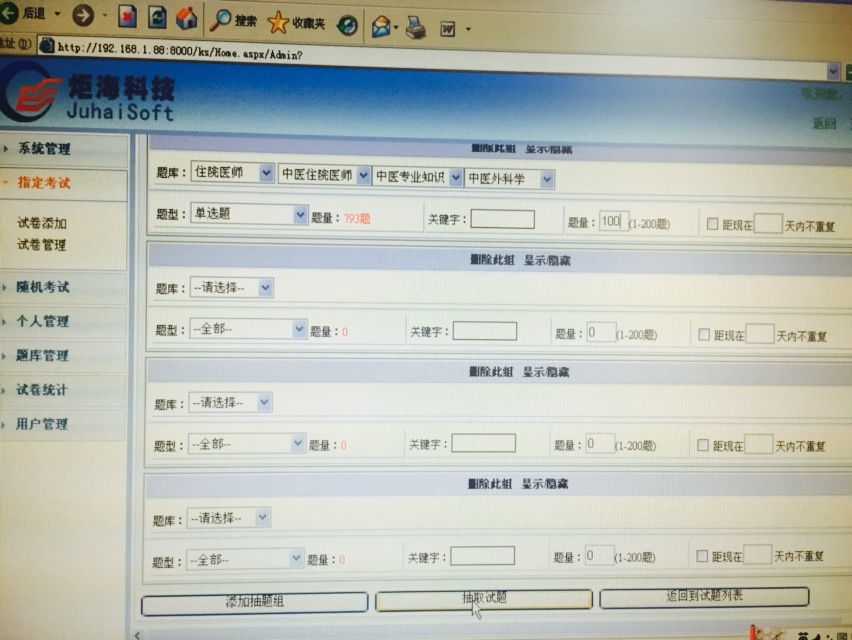 后退 搜索 收藏夹
地址(D) http://192.168.1.88:8000/ks/Home.aspx/Admin?
炬海科技
JuhaiSoft
返回
系统管理
指定考试
试卷添加
试卷管理
随机考试
个人管理
题库管理
试卷统计
用户管理
删除此组 显示/隐藏
题库： 住院医师 中医住院医师 中医专业知识 中医外科学
题型： 单选题 题量：793题 关键字： 题量： 100 (1-200题) 距现在 天内不重复
删除此组 显示/隐藏
题库： --请选择--
题型： --全部-- 题量：0 关键字： 题量： 0 (1-200题) 距现在 天内不重复
删除此组 显示/隐藏
题库： --请选择--
题型： --全部-- 题量：0 关键字： 题量： 0 (1-200题) 距现在 天内不重复
删除此组 显示/隐藏
题库： --请选择--
题型： --全部-- 题量：0 关键字： 题量： 0 (1-200题) 距现在 天内不重复
添加抽题组 抽取试题 返回到试题列表
英